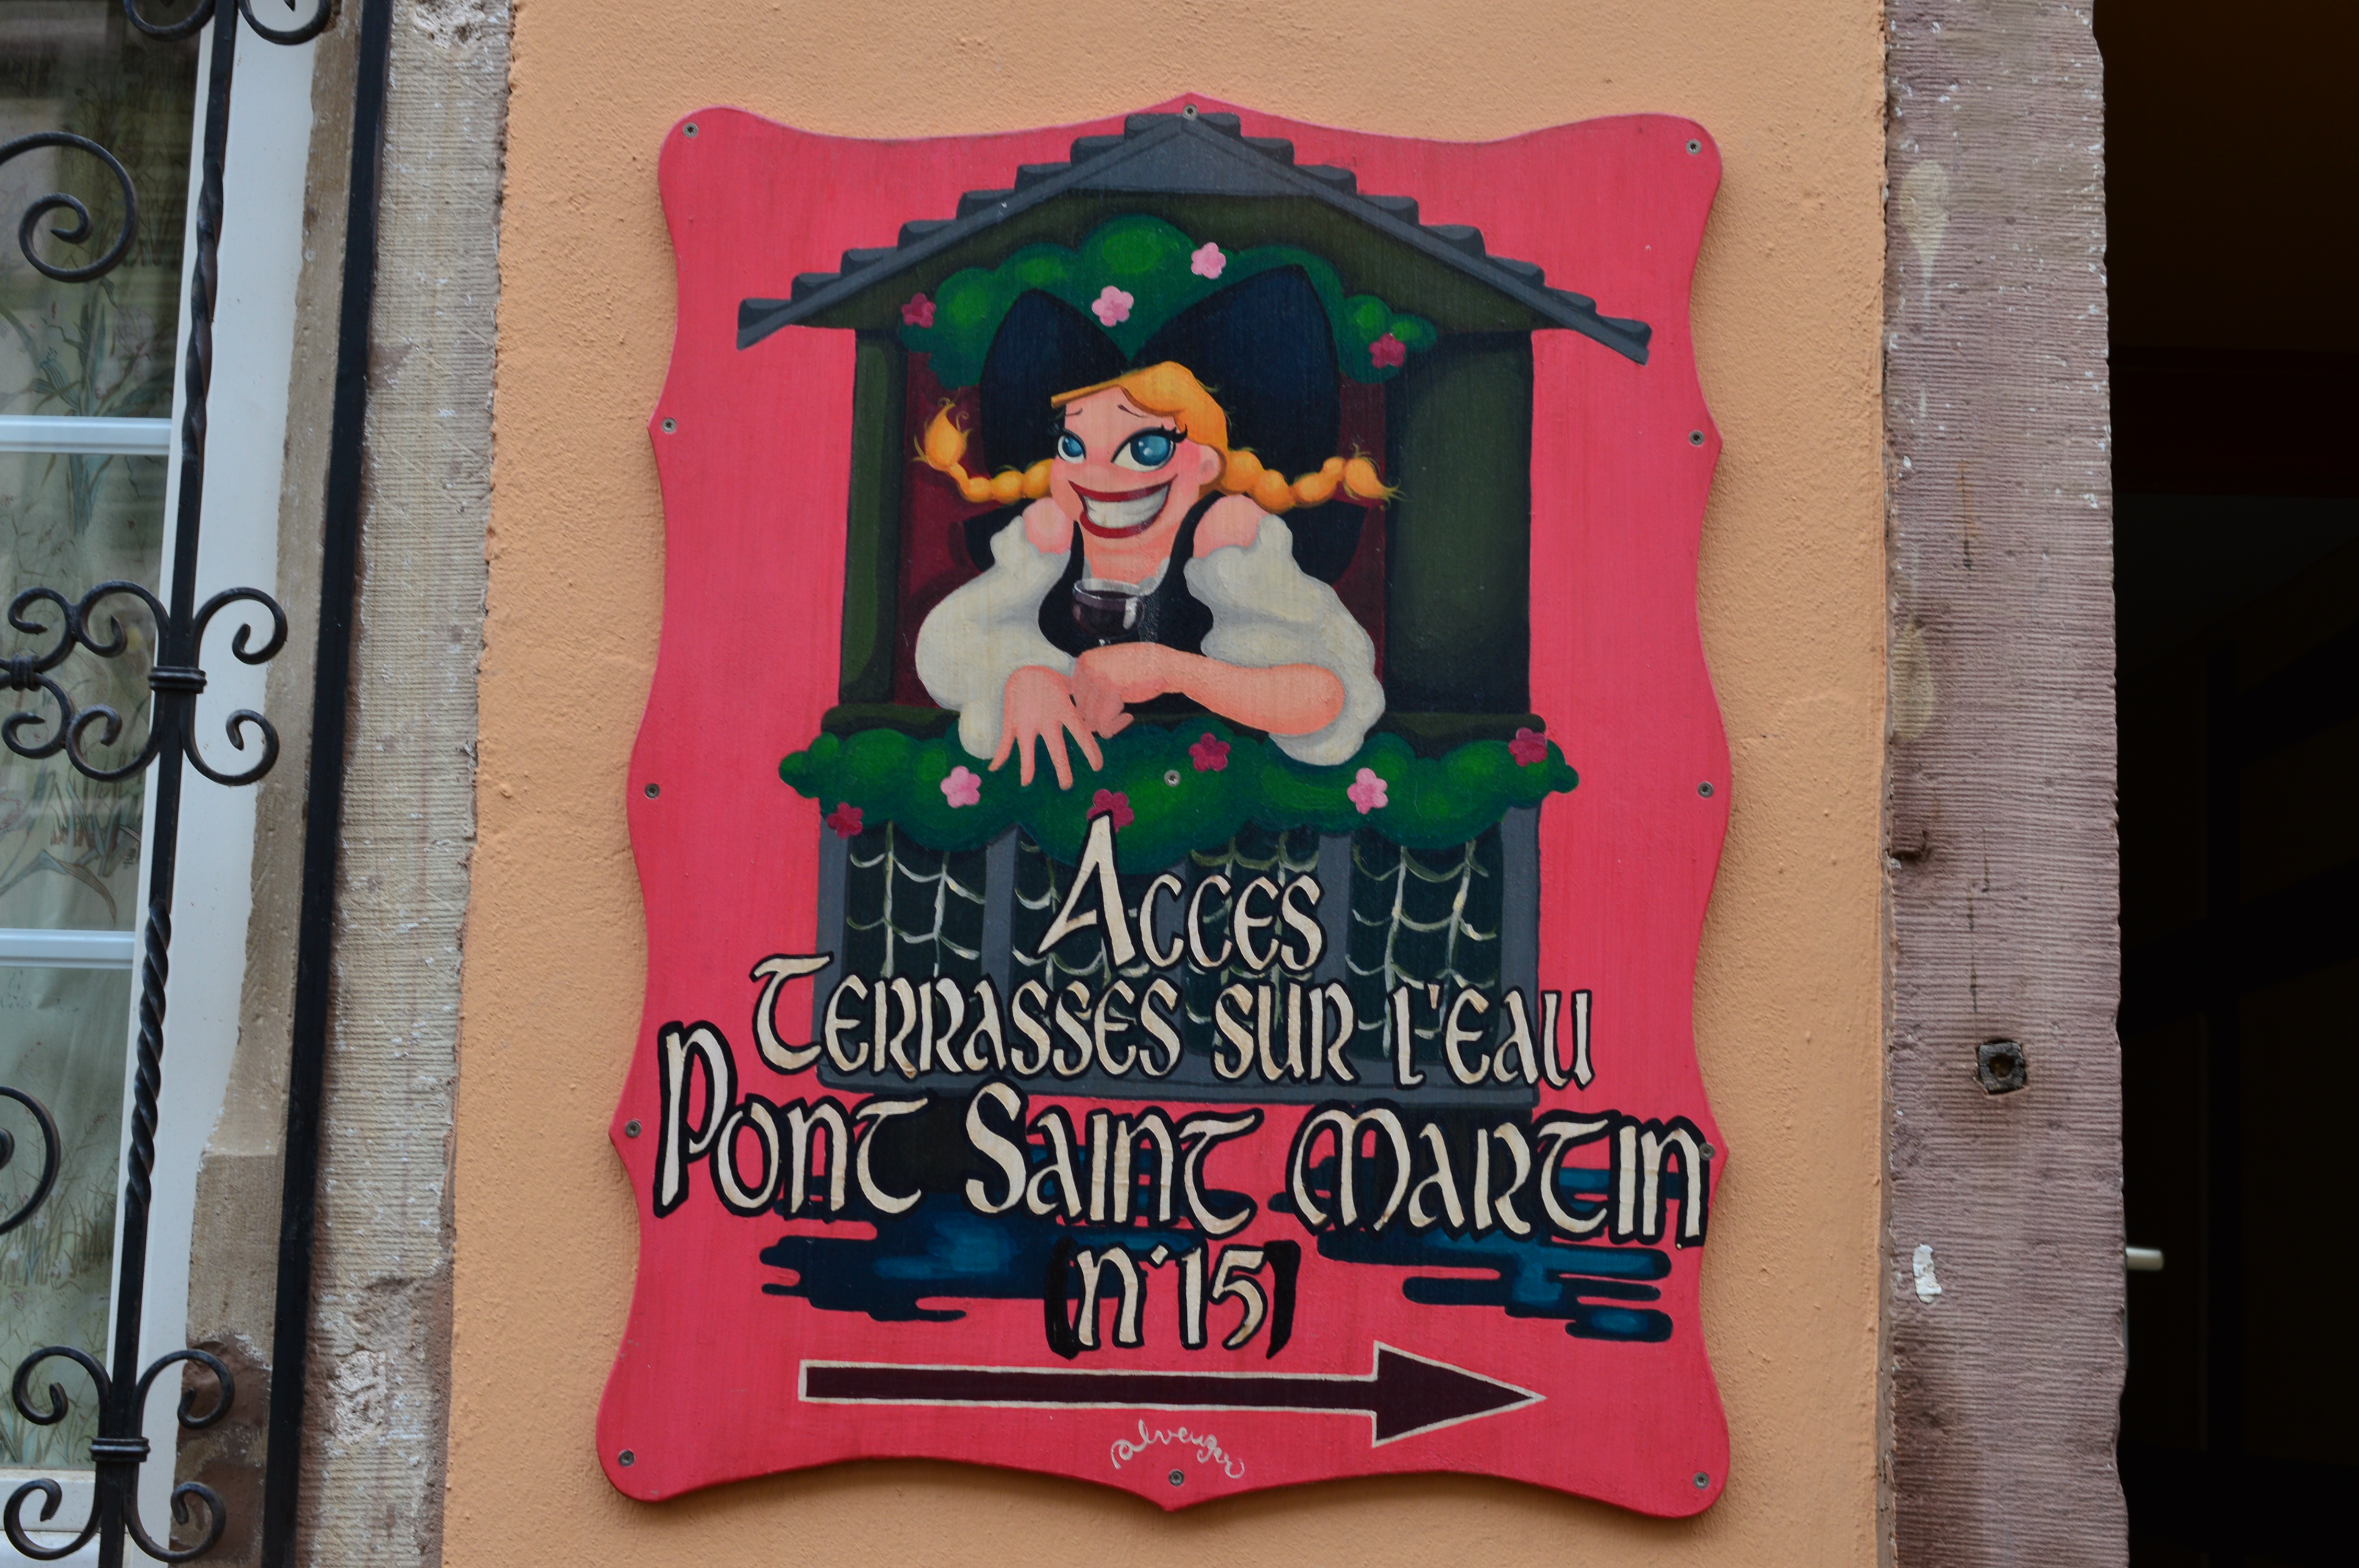 Acces
Terrasses sur l'eau
Pont Saint Martin
(n°15)